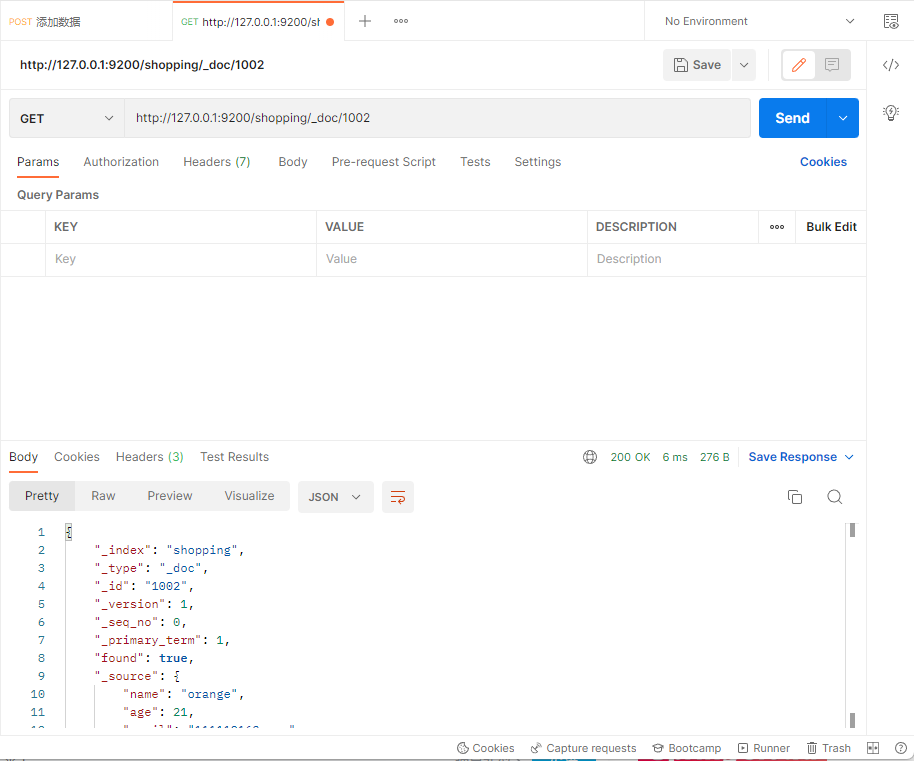 POST 添加数据
GET http://127.0.0.1:9200/sh
No Environment
http://127.0.0.1:9200/shopping/_doc/1002
Save
GET
http://127.0.0.1:9200/shopping/_doc/1002
Send
Params Authorization Headers (7) Body Pre-request Script Tests Settings Cookies
Query Params
KEY VALUE DESCRIPTION Bulk Edit
Key Value Description
Body Cookies Headers (3) Test Results 200 OK 6 ms 276 B Save Response
Pretty Raw Preview Visualize JSON
1 {
2 "_index": "shopping",
3 "_type": "_doc",
4 "_id": "1002",
5 "_version": 1,
6 "_seq_no": 0,
7 "_primary_term": 1,
8 "found": true,
9 "_source": {
10 "name": "orange",
11 "age": 21,
Cookies Capture requests Bootcamp Runner Trash